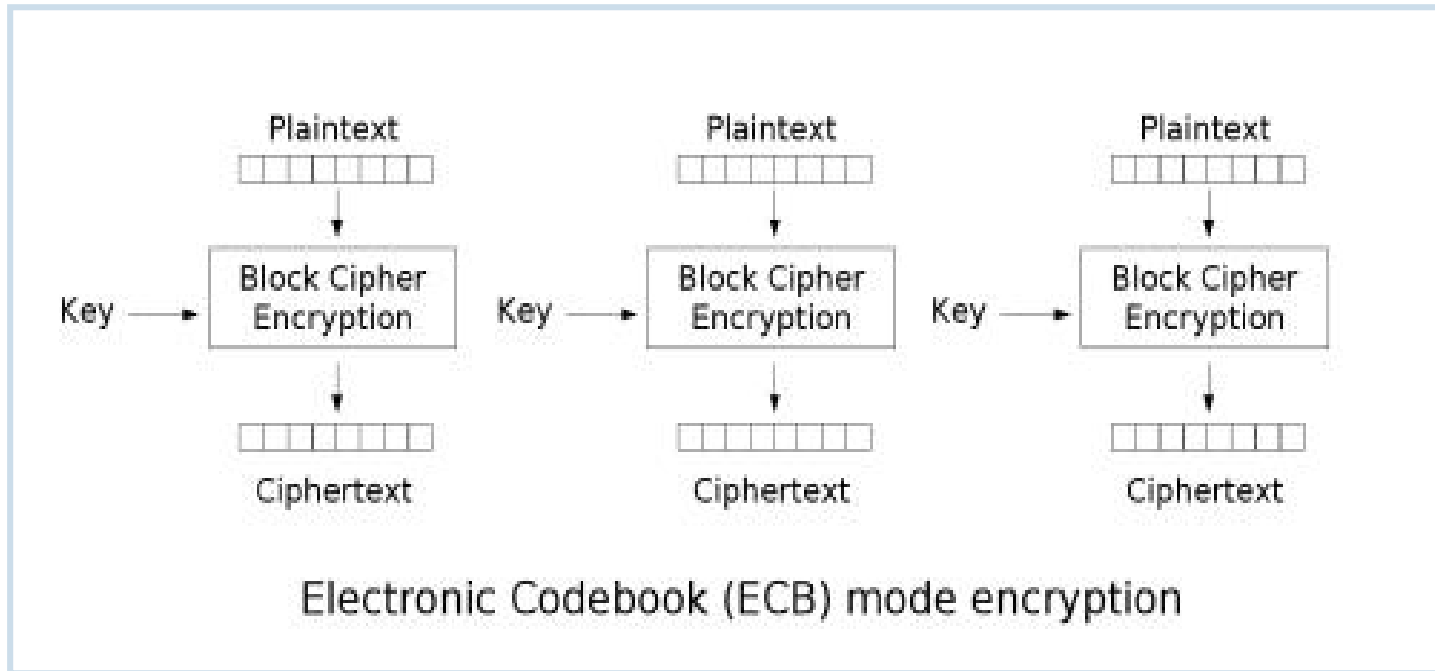 Plaintext Plaintext Plaintext
Block Cipher Block Cipher Block Cipher
Key Key Key
Encryption Encryption Encryption
Ciphertext Ciphertext Ciphertext
Electronic Codebook (ECB) mode encryption